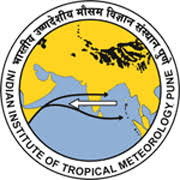 भारतीय उष्णदेशीय मौसम विज्ञान संस्थान पुणे
INDIAN INSTITUTE OF TROPICAL METEOROLOGY PUNE